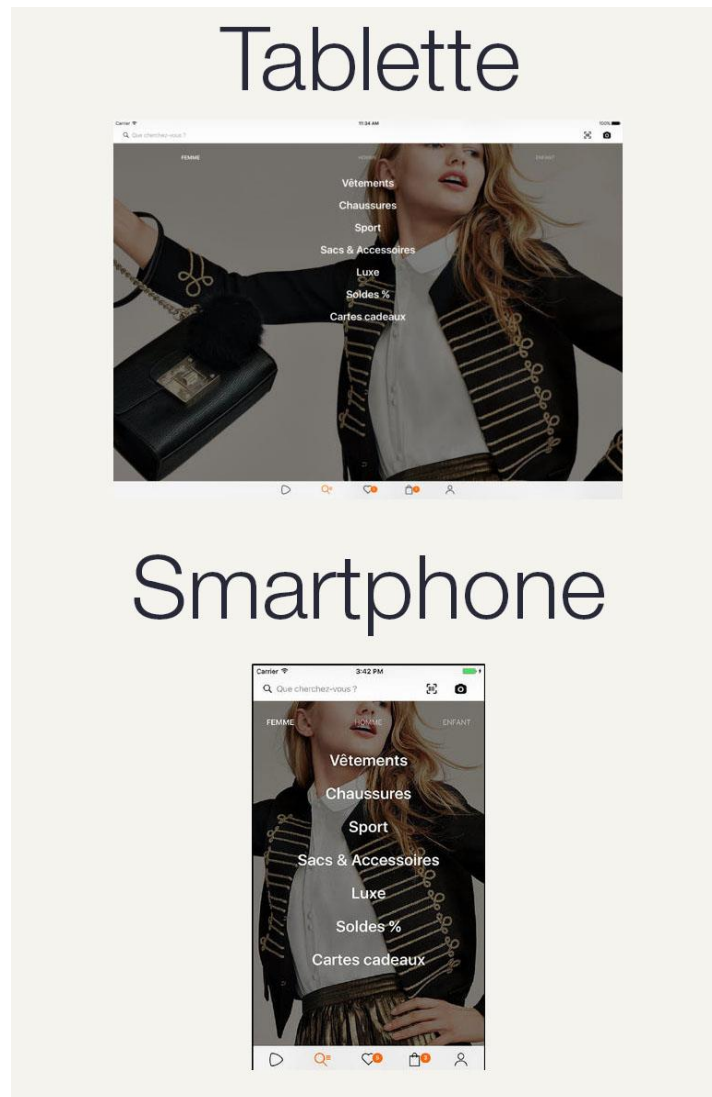 Tablette
Carrier 11:34 AM 100%
Que cherchez-vous ?
FEMME HOMME ENFANT
Vêtements
Chaussures
Sport
Sacs & Accessoires
Luxe
Soldes %
Cartes cadeaux
Smartphone
Carrier 3:42 PM
Que cherchez-vous ?
FEMME HOMME ENFANT
Vêtements
Chaussures
Sport
Sacs & Accessoires
Luxe
Soldes %
Cartes cadeaux